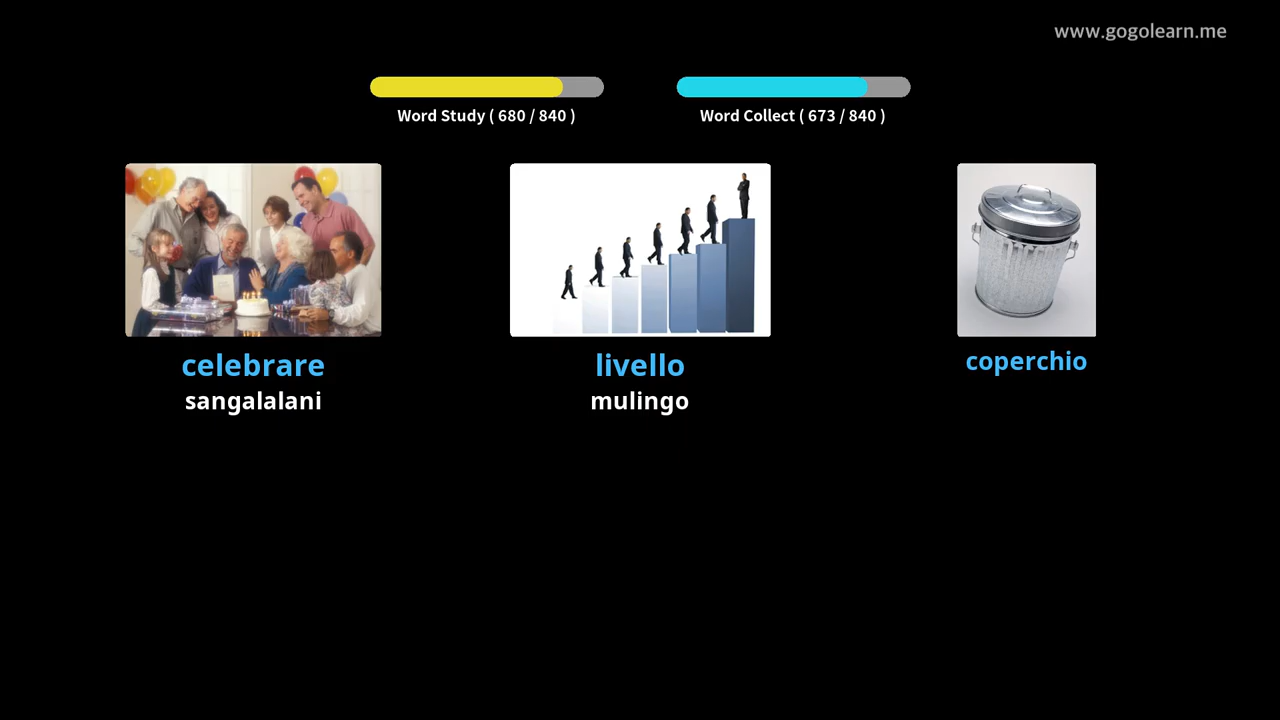 www.gogolearn.me
Word Study ( 680 / 840 )
Word Collect ( 673 / 840 )
celebrare
sangalalani
livello
mulingo
coperchio